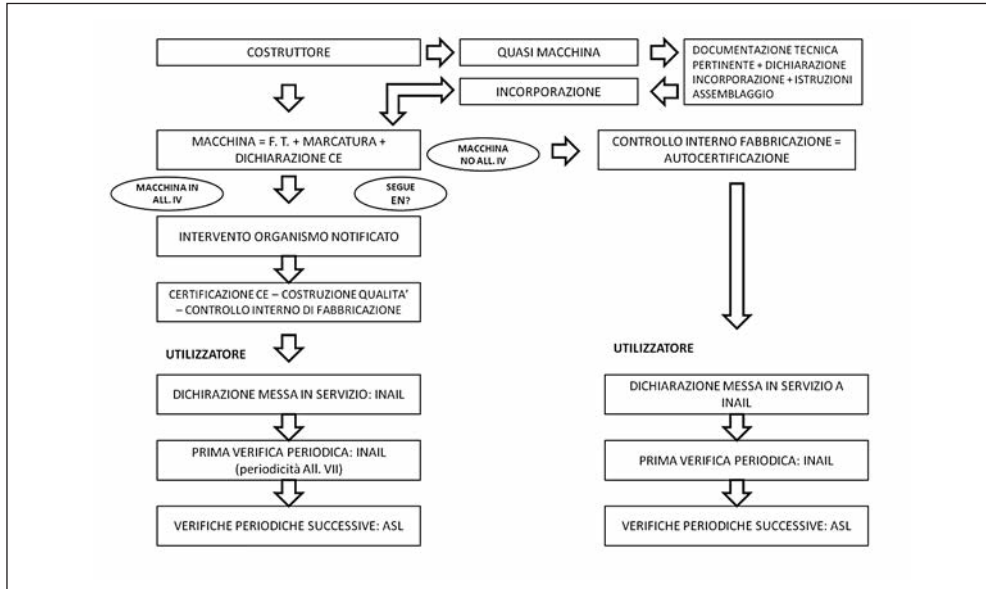 COSTRUTTORE
QUASI MACCHINA
DOCUMENTAZIONE TECNICA
PERTINENTE + DICHIARAZIONE
INCORPORAZIONE + ISTRUZIONI
ASSEMBLAGGIO
INCORPORAZIONE
MACCHINA = F. T. + MARCATURA +
DICHIARAZIONE CE
MACCHINA
NO ALL. IV
CONTROLLO INTERNO FABBRICAZIONE =
AUTOCERTIFICAZIONE
MACCHINA IN
ALL. IV
SEGUE
EN?
INTERVENTO ORGANISMO NOTIFICATO
CERTIFICAZIONE CE – COSTRUZIONE QUALITA'
– CONTROLLO INTERNO DI FABBRICAZIONE
UTILIZZATORE
UTILIZZATORE
DICHIRAZIONE MESSA IN SERVIZIO: INAIL
DICHIARAZIONE MESSA IN SERVIZIO A
INAIL
PRIMA VERIFICA PERIODICA: INAIL
(periodicità All. VII)
PRIMA VERIFICA PERIODICA: INAIL
VERIFICHE PERIODICHE SUCCESSIVE: ASL
VERIFICHE PERIODICHE SUCCESSIVE: ASL